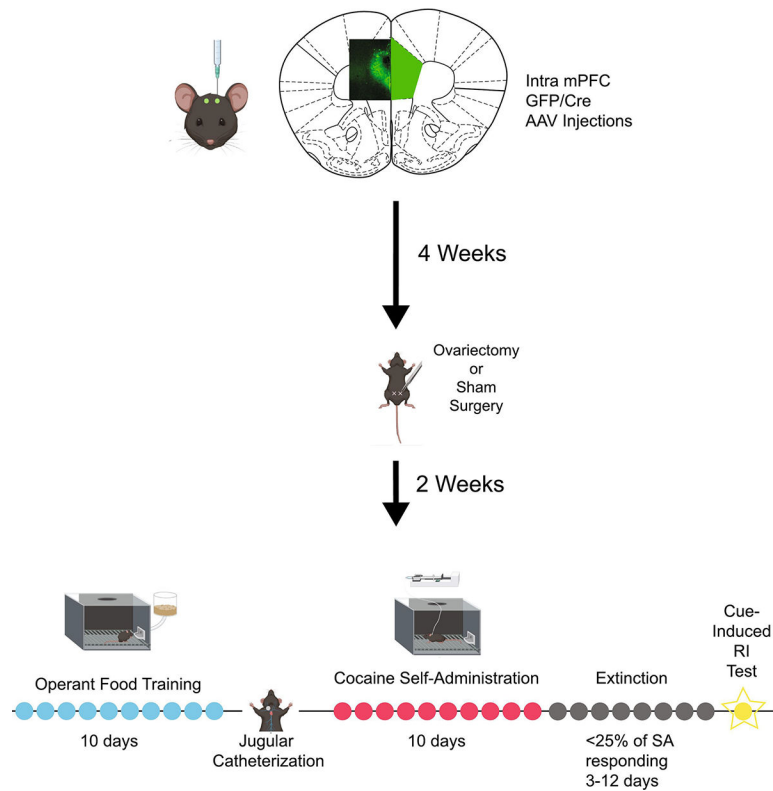 Intra mPFC
GFP/Cre
AAV Injections
4 Weeks
Ovariectomy
or
Sham
Surgery
2 Weeks
Cue-
Induced
RI
Test
Operant Food Training
Cocaine Self-Administration
Extinction
10 days
Jugular
Catheterization
10 days
<25% of SA
responding
3-12 days